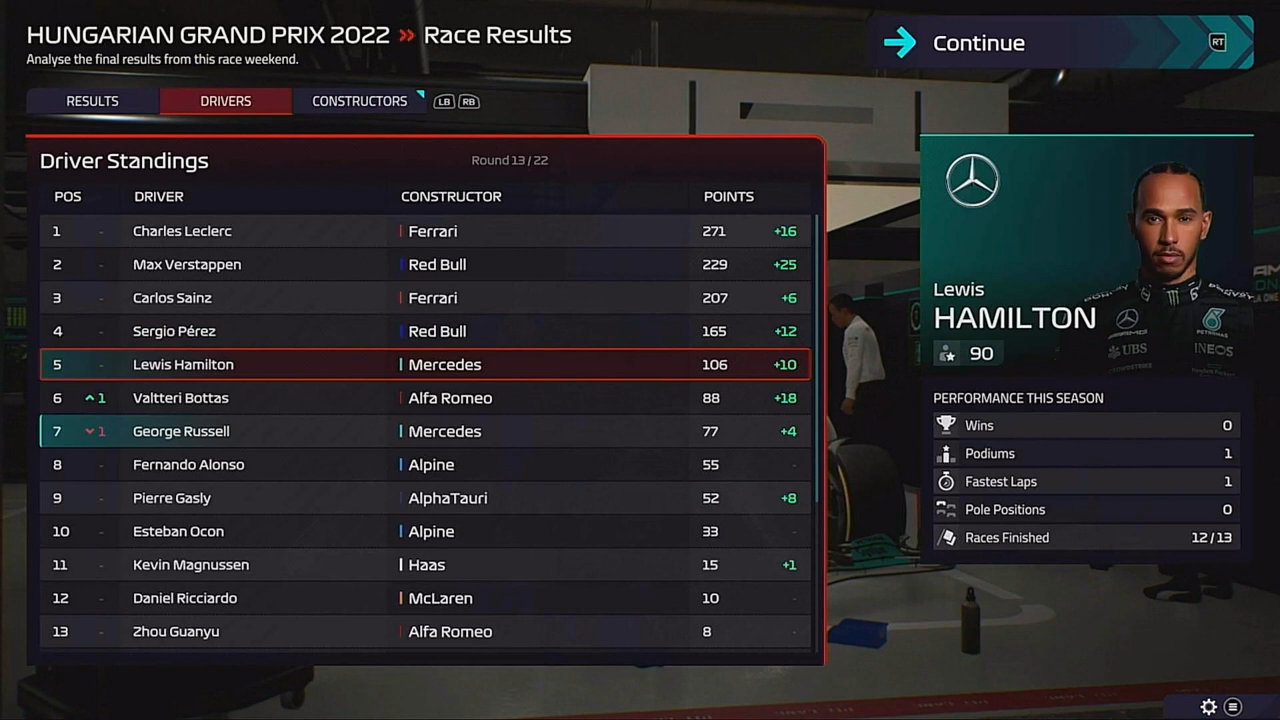 HUNGARIAN GRAND PRIX 2022 » Race Results
Analyse the final results from this race weekend.
Continue RT
RESULTS DRIVERS CONSTRUCTORS LB RB
Driver Standings Round 13 / 22
POS DRIVER CONSTRUCTOR POINTS
1 - Charles Leclerc Ferrari 271 +16
2 - Max Verstappen Red Bull 229 +25
3 - Carlos Sainz Ferrari 207 +6
4 - Sergio Pérez Red Bull 165 +12
5 - Lewis Hamilton Mercedes 106 +10
6 1 Valtteri Bottas Alfa Romeo 88 +18
7 1 George Russell Mercedes 77 +4
8 - Fernando Alonso Alpine 55 -
9 - Pierre Gasly AlphaTauri 52 +8
10 - Esteban Ocon Alpine 33 -
11 - Kevin Magnussen Haas 15 +1
12 - Daniel Ricciardo McLaren 10 -
13 - Zhou Guanyu Alfa Romeo 8 -
Lewis
HAMILTON
90
PETRONAS
UBS INEOS
PERFORMANCE THIS SEASON
Wins 0
Podiums 1
Fastest Laps 1
Pole Positions 0
Races Finished 12 / 13